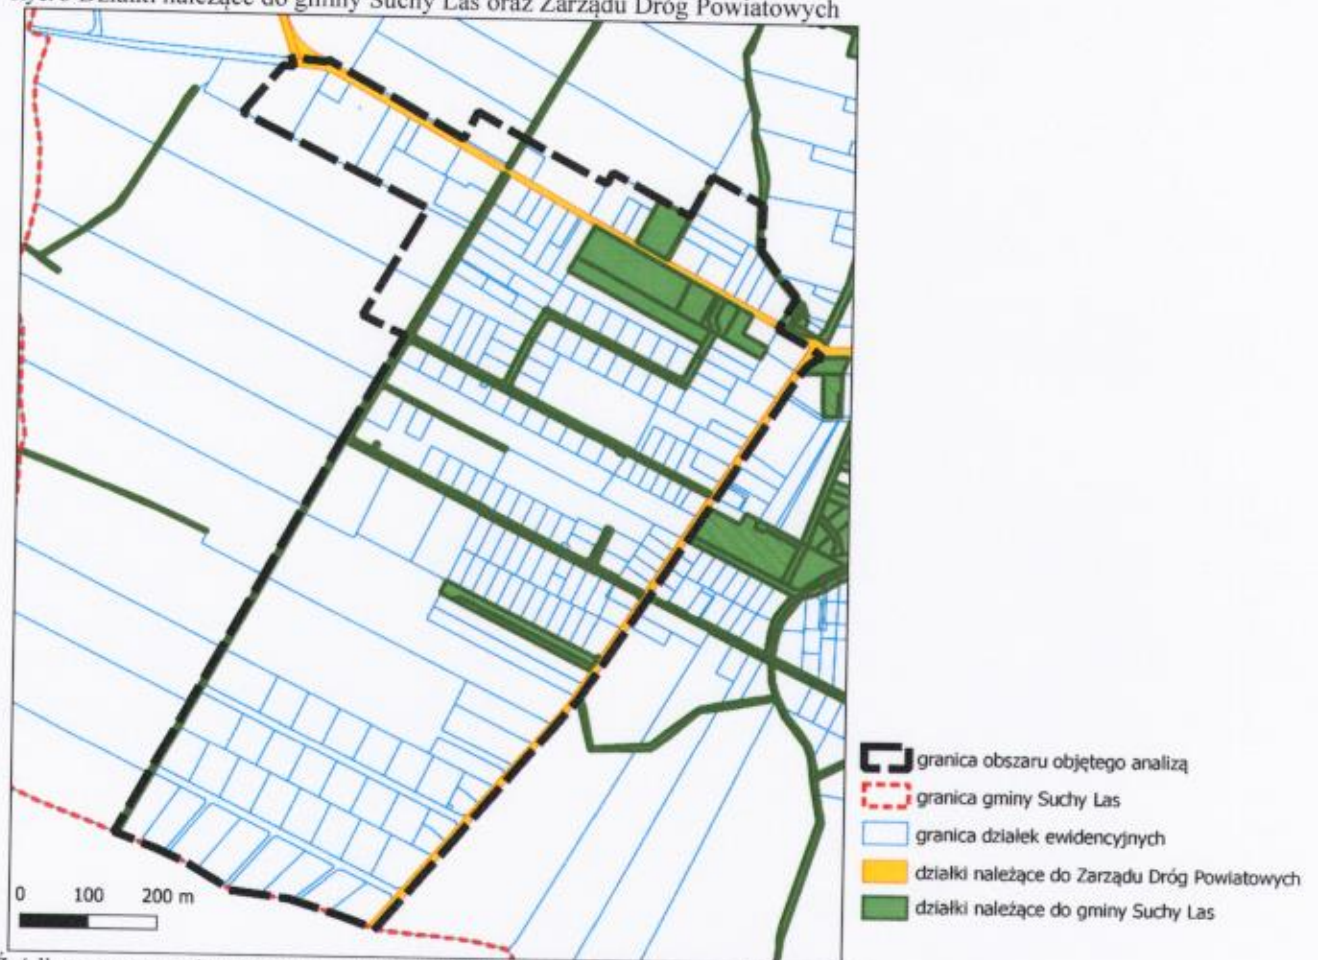 Działki należące do gminy Suchy Las oraz Zarządu Dróg Powiatowych
granica obszaru objętego analizą
granica gminy Suchy Las
granica działek ewidencyjnych
działki należące do Zarządu Dróg Powiatowych
działki należące do gminy Suchy Las
0 100 200 m